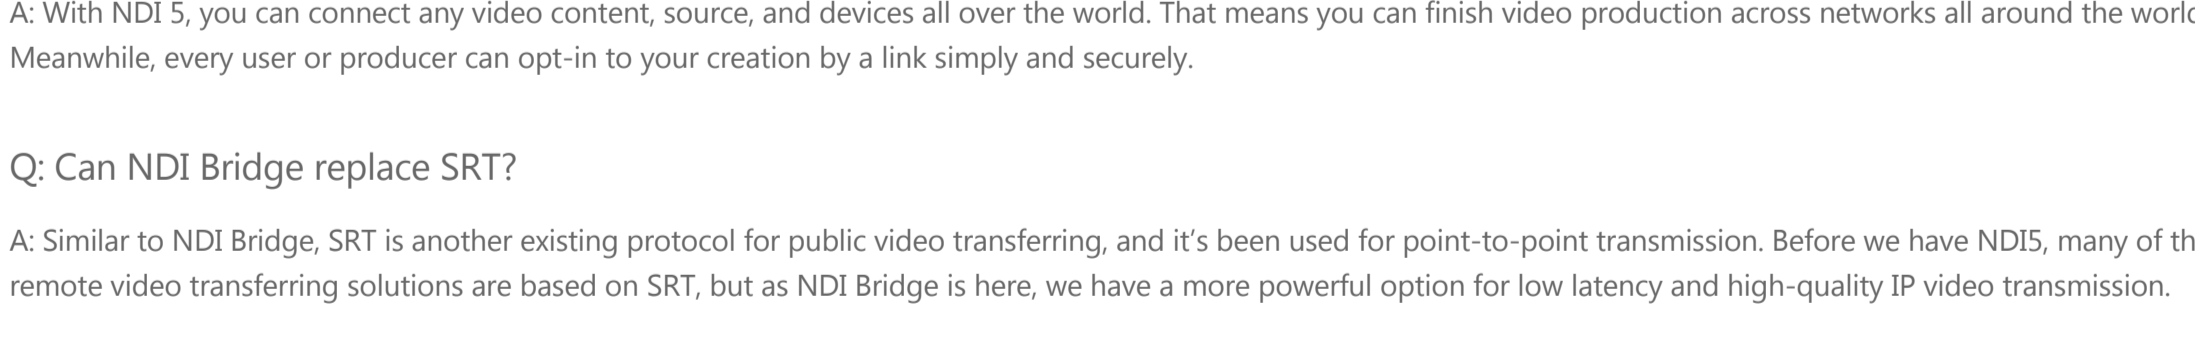 A: With NDI 5, you can connect any video content, source, and devices all over the world. That means you can finish video production across networks all around the
Meanwhile, every user or producer can opt-in to your creation by a link simply and securely.
Q: Can NDI Bridge replace SRT?
A: Similar to NDI Bridge, SRT is another existing protocol for public video transferring, and it’s been used for point-to-point transmission. Before we have NDI5, many of
remote video transferring solutions are based on SRT, but as NDI Bridge is here, we have a more powerful option for low latency and high-quality IP video transmission.